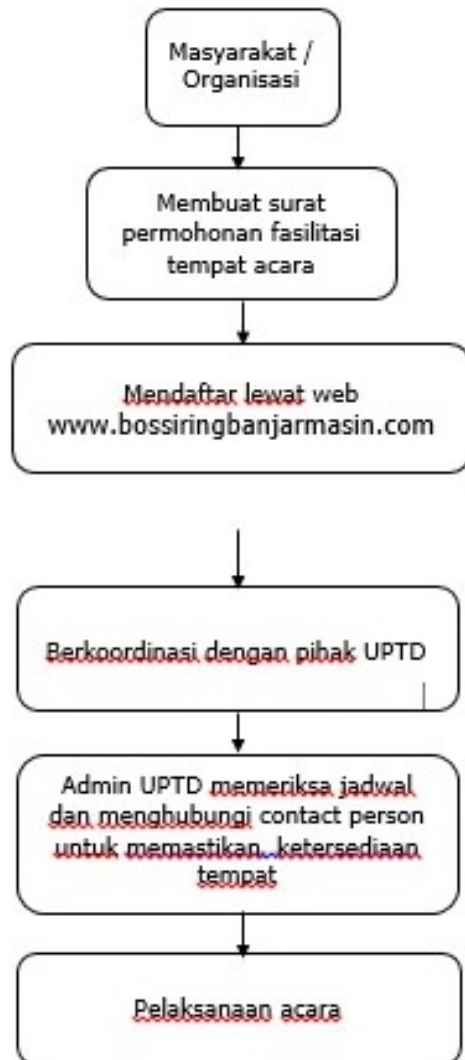 Masyarakat /
Organisasi
Membuat surat
permohonan fasilitasi
tempat acara
Mendaftar lewat web
www.bossiringbanjarmasin.com
Berkoordinasi dengan pihak UPTD
Admin UPTD memeriksa jadwal
dan menghubungi contact person
untuk memastikan ketersediaan
tempat
Pelaksanaan acara